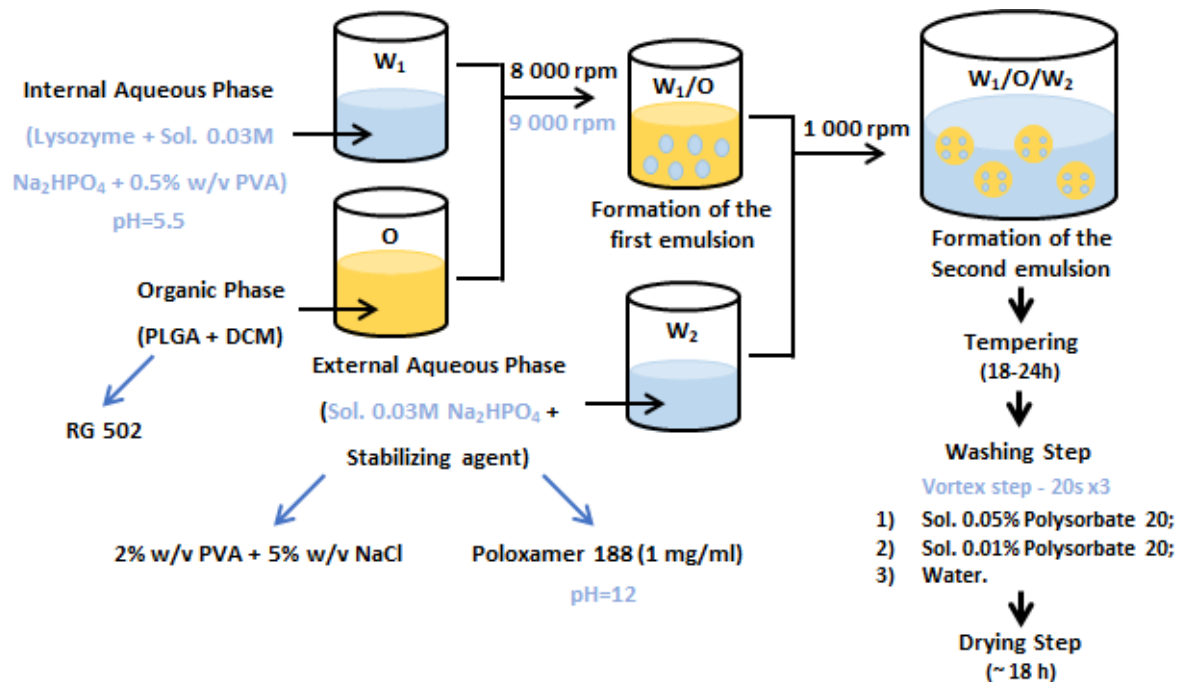 W₁
Internal Aqueous Phase
(Lysozyme + Sol. 0.03M
Na₂HPO₄ + 0.5% w/v PVA)
pH=5.5
O
Organic Phase
(PLGA + DCM)
RG 502
8 000 rpm
9 000 rpm
W₁/O
Formation of the
first emulsion
External Aqueous Phase
(Sol. 0.03M Na₂HPO₄ +
Stabilizing agent)
2% w/v PVA + 5% w/v NaCl
Poloxamer 188 (1 mg/ml)
pH=12
W₂
1 000 rpm
W₁/O/W₂
Formation of the
Second emulsion
Tempering
(18-24h)
Washing Step
Vortex step - 20s x3
1) Sol. 0.05% Polysorbate 20;
2) Sol. 0.01% Polysorbate 20;
3) Water.
Drying Step
(~ 18 h)